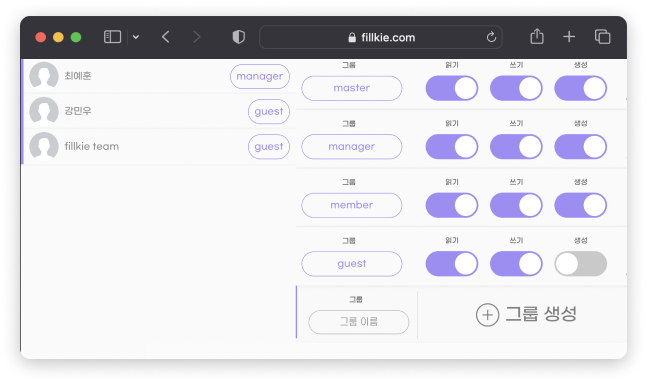 fillkie.com
최예훈 manager
강민우 guest
fillkie team guest
그룹 읽기 쓰기 생성
master
그룹 읽기 쓰기 생성
manager
그룹 읽기 쓰기 생성
member
그룹 읽기 쓰기 생성
guest
그룹
그룹 이름
그룹 생성